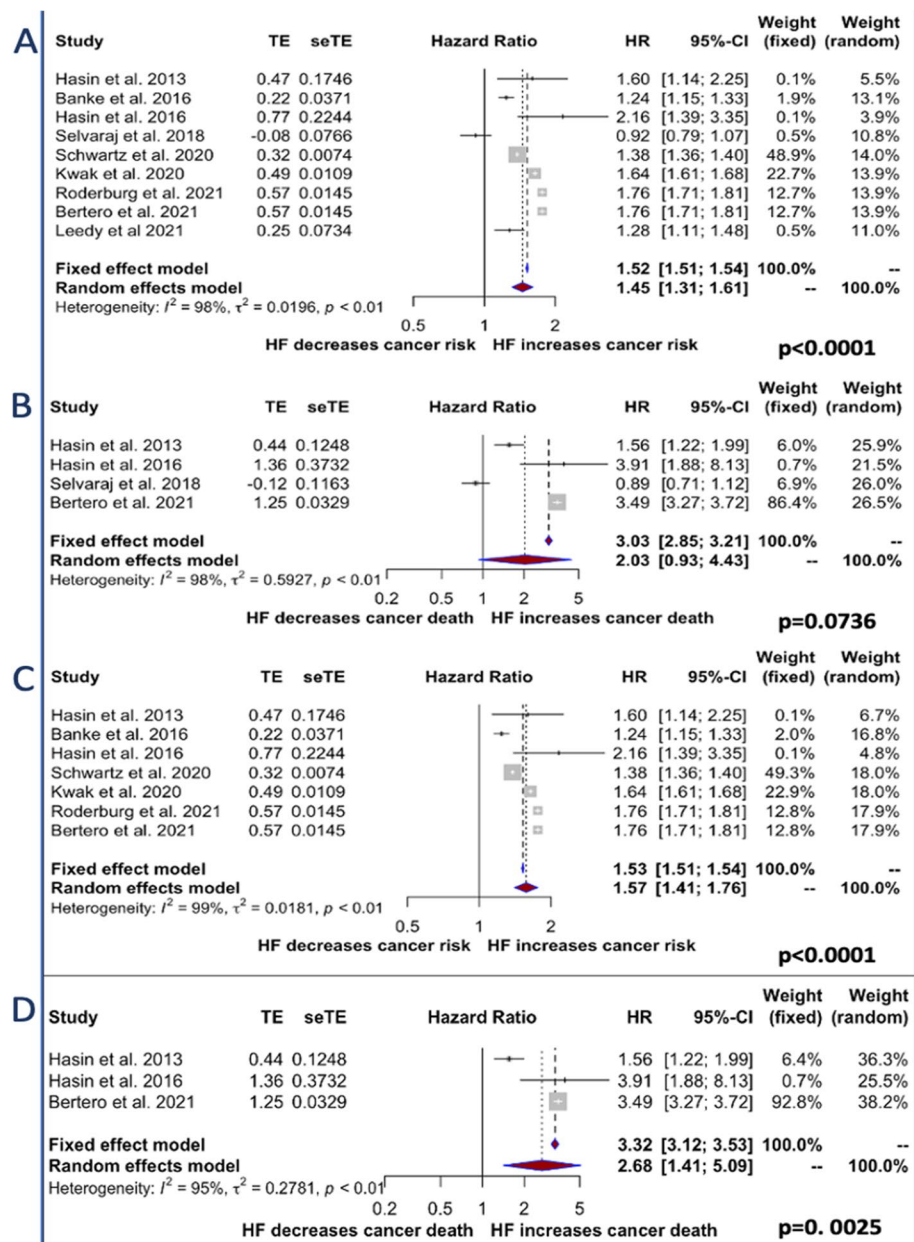 A
Weight Weight
Study TE seTE Hazard Ratio HR 95%-CI (fixed) (random)
Hasin et al. 2013 0.47 0.1746 1.60 [1.14; 2.25] 0.1% 5.5%
Banke et al. 2016 0.22 0.0371 1.24 [1.15; 1.33] 1.9% 13.1%
Hasin et al. 2016 0.77 0.2244 2.16 [1.39; 3.35] 0.1% 3.9%
Selvaraj et al. 2018 -0.08 0.0766 0.92 [0.79; 1.07] 0.5% 10.8%
Schwartz et al. 2020 0.32 0.0074 1.38 [1.36; 1.40] 48.9% 14.0%
Kwak et al. 2020 0.49 0.0109 1.64 [1.61; 1.68] 22.7% 13.9%
Roderburg et al. 2021 0.57 0.0145 1.76 [1.71; 1.81] 12.7% 13.9%
Bertero et al. 2021 0.57 0.0145 1.76 [1.71; 1.81] 12.7% 13.9%
Leedy et al 2021 0.25 0.0734 1.28 [1.11; 1.48] 0.5% 11.0%
Fixed effect model 1.52 [1.51; 1.54] 100.0% --
Random effects model 1.45 [1.31; 1.61] -- 100.0%
Heterogeneity: I² = 98%, τ² = 0.0196, p < 0.01
0.5 1 2
HF decreases cancer risk HF increases cancer risk
p<0.0001
B
Weight Weight
Study TE seTE Hazard Ratio HR 95%-CI (fixed) (random)
Hasin et al. 2013 0.44 0.1248 1.56 [1.22; 1.99] 6.0% 25.9%
Hasin et al. 2016 1.36 0.3732 3.91 [1.88; 8.13] 0.7% 21.5%
Selvaraj et al. 2018 -0.12 0.1163 0.89 [0.71; 1.12] 6.9% 26.0%
Bertero et al. 2021 1.25 0.0329 3.49 [3.27; 3.72] 86.4% 26.5%
Fixed effect model 3.03 [2.85; 3.21] 100.0% --
Random effects model 2.03 [0.93; 4.43] -- 100.0%
Heterogeneity: I² = 98%, τ² = 0.5927, p < 0.01
0.2 0.5 1 2 5
HF decreases cancer death HF increases cancer death
p=0.0736
C
Weight Weight
Study TE seTE Hazard Ratio HR 95%-CI (fixed) (random)
Hasin et al. 2013 0.47 0.1746 1.60 [1.14; 2.25] 0.1% 6.7%
Banke et al. 2016 0.22 0.0371 1.24 [1.15; 1.33] 2.0% 16.8%
Hasin et al. 2016 0.77 0.2244 2.16 [1.39; 3.35] 0.1% 4.8%
Schwartz et al. 2020 0.32 0.0074 1.38 [1.36; 1.40] 49.3% 18.0%
Kwak et al. 2020 0.49 0.0109 1.64 [1.61; 1.68] 22.9% 18.0%
Roderburg et al. 2021 0.57 0.0145 1.76 [1.71; 1.81] 12.8% 17.9%
Bertero et al. 2021 0.57 0.0145 1.76 [1.71; 1.81] 12.8% 17.9%
Fixed effect model 1.53 [1.51; 1.54] 100.0% --
Random effects model 1.57 [1.41; 1.76] -- 100.0%
Heterogeneity: I² = 99%, τ² = 0.0181, p < 0.01
0.5 1 2
HF decreases cancer risk HF increases cancer risk
p<0.0001
D
Weight Weight
Study TE seTE Hazard Ratio HR 95%-CI (fixed) (random)
Hasin et al. 2013 0.44 0.1248 1.56 [1.22; 1.99] 6.4% 36.3%
Hasin et al. 2016 1.36 0.3732 3.91 [1.88; 8.13] 0.7% 25.5%
Bertero et al. 2021 1.25 0.0329 3.49 [3.27; 3.72] 92.8% 38.2%
Fixed effect model 3.32 [3.12; 3.53] 100.0% --
Random effects model 2.68 [1.41; 5.09] -- 100.0%
Heterogeneity: I² = 95%, τ² = 0.2781, p < 0.01
0.2 0.5 1 2 5
HF decreases cancer death HF increases cancer death
p=0. 0025